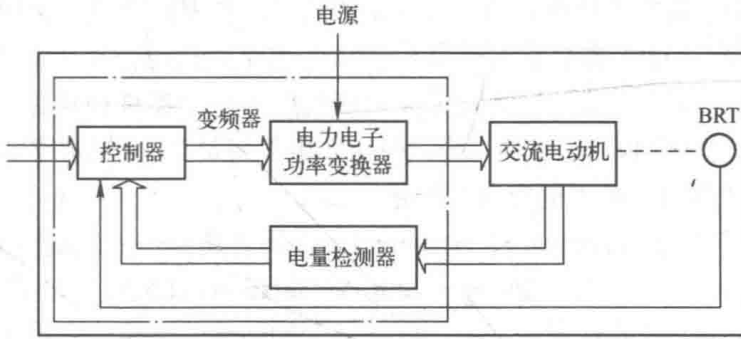 电源
变频器
BRT
控制器
电力电子
功率变换器
交流电动机
电量检测器